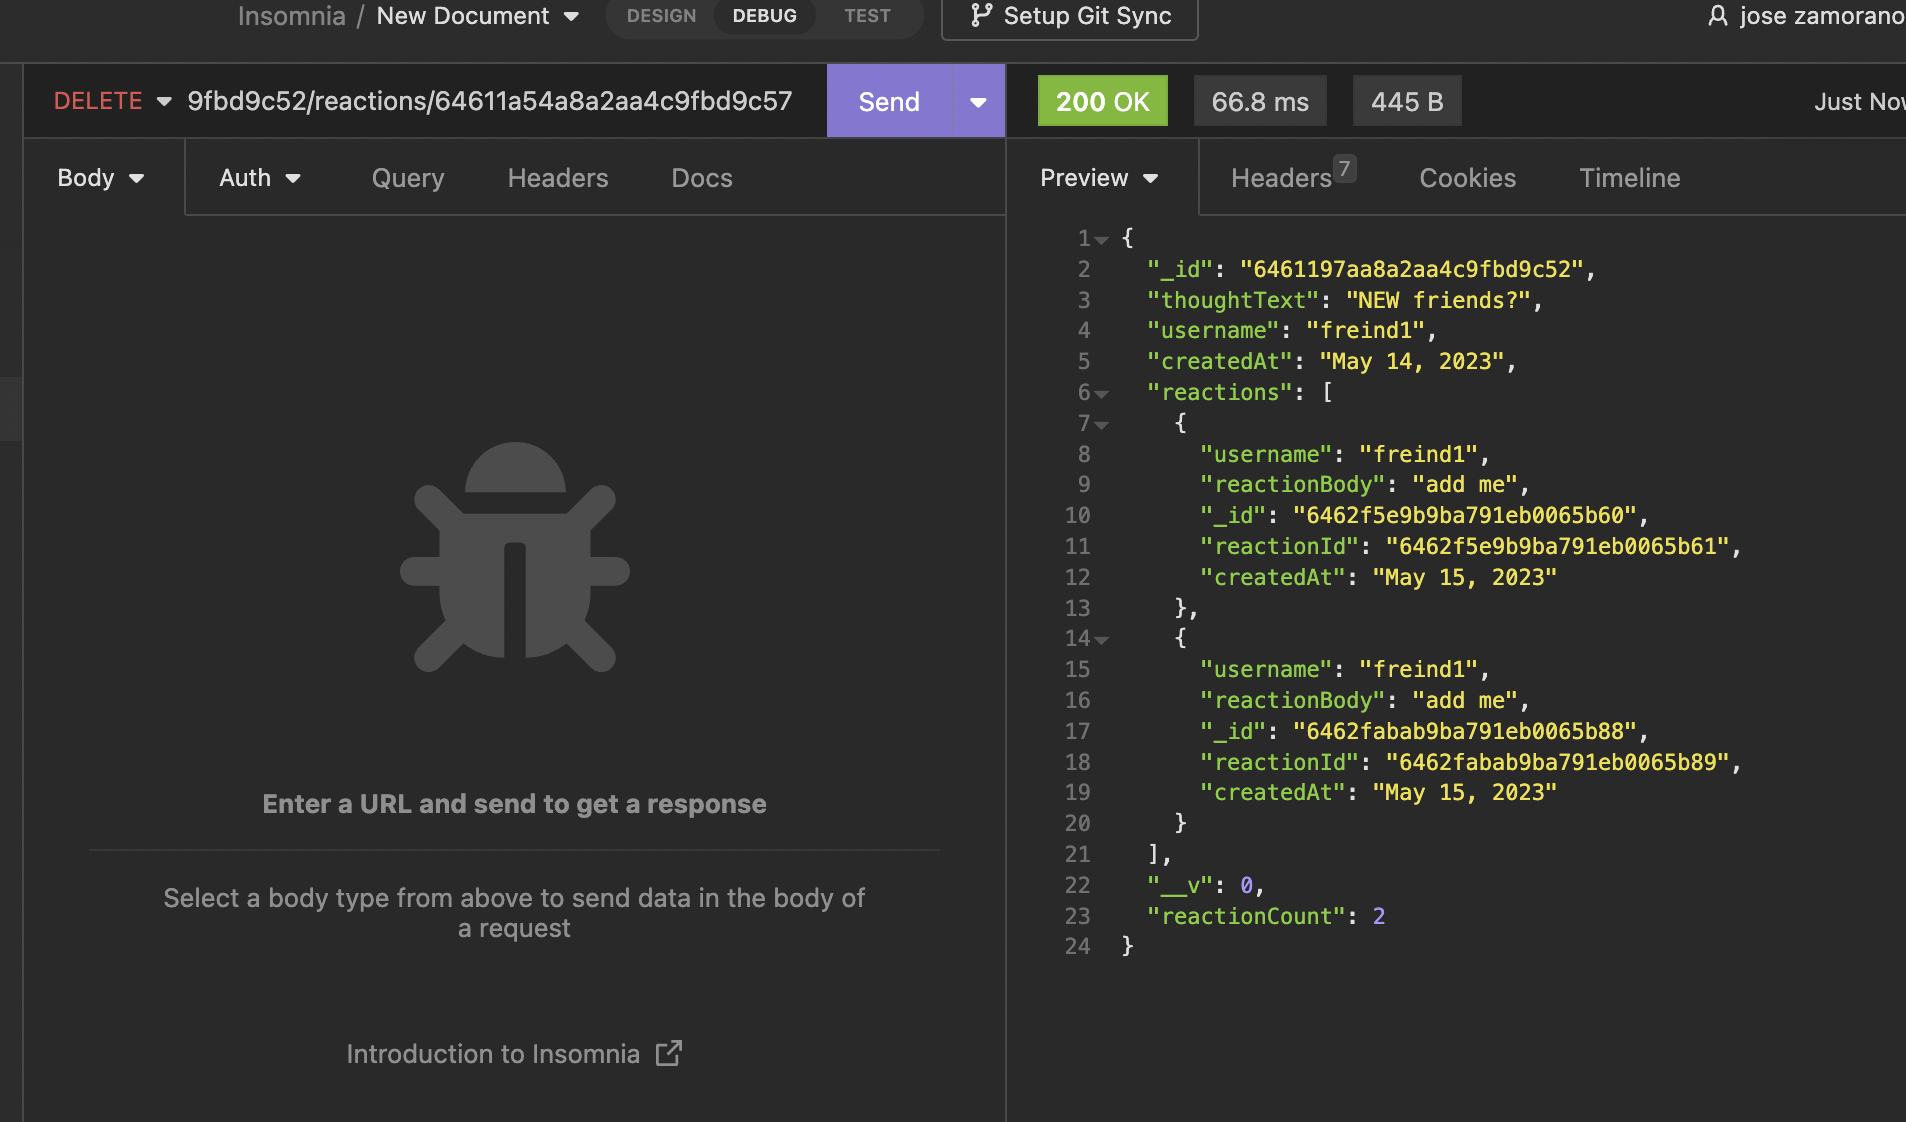 Insomnia / New Document
DESIGN DEBUG TEST
Setup Git Sync
jose zamorano
DELETE 9fbd9c52/reactions/64611a54a8a2aa4c9fbd9c57 Send
200 OK 66.8 ms 445 B Just Now
Body Auth Query Headers Docs
Preview Headers 7 Cookies Timeline
Enter a URL and send to get a response
Select a body type from above to send data in the body of
a request
Introduction to Insomnia
1 {
2 "_id": "6461197aa8a2aa4c9fbd9c52",
3 "thoughtText": "NEW friends?",
4 "username": "freind1",
5 "createdAt": "May 14, 2023",
6 "reactions": [
7 {
8 "username": "freind1",
9 "reactionBody": "add me",
10 "_id": "6462f5e9b9ba791eb0065b60",
11 "reactionId": "6462f5e9b9ba791eb0065b61",
12 "createdAt": "May 15, 2023"
13 },
14 {
15 "username": "freind1",
16 "reactionBody": "add me",
17 "_id": "6462fabab9ba791eb0065b88",
18 "reactionId": "6462fabab9ba791eb0065b89",
19 "createdAt": "May 15, 2023"
20 }
21 ],
22 "__v": 0,
23 "reactionCount": 2
24 }